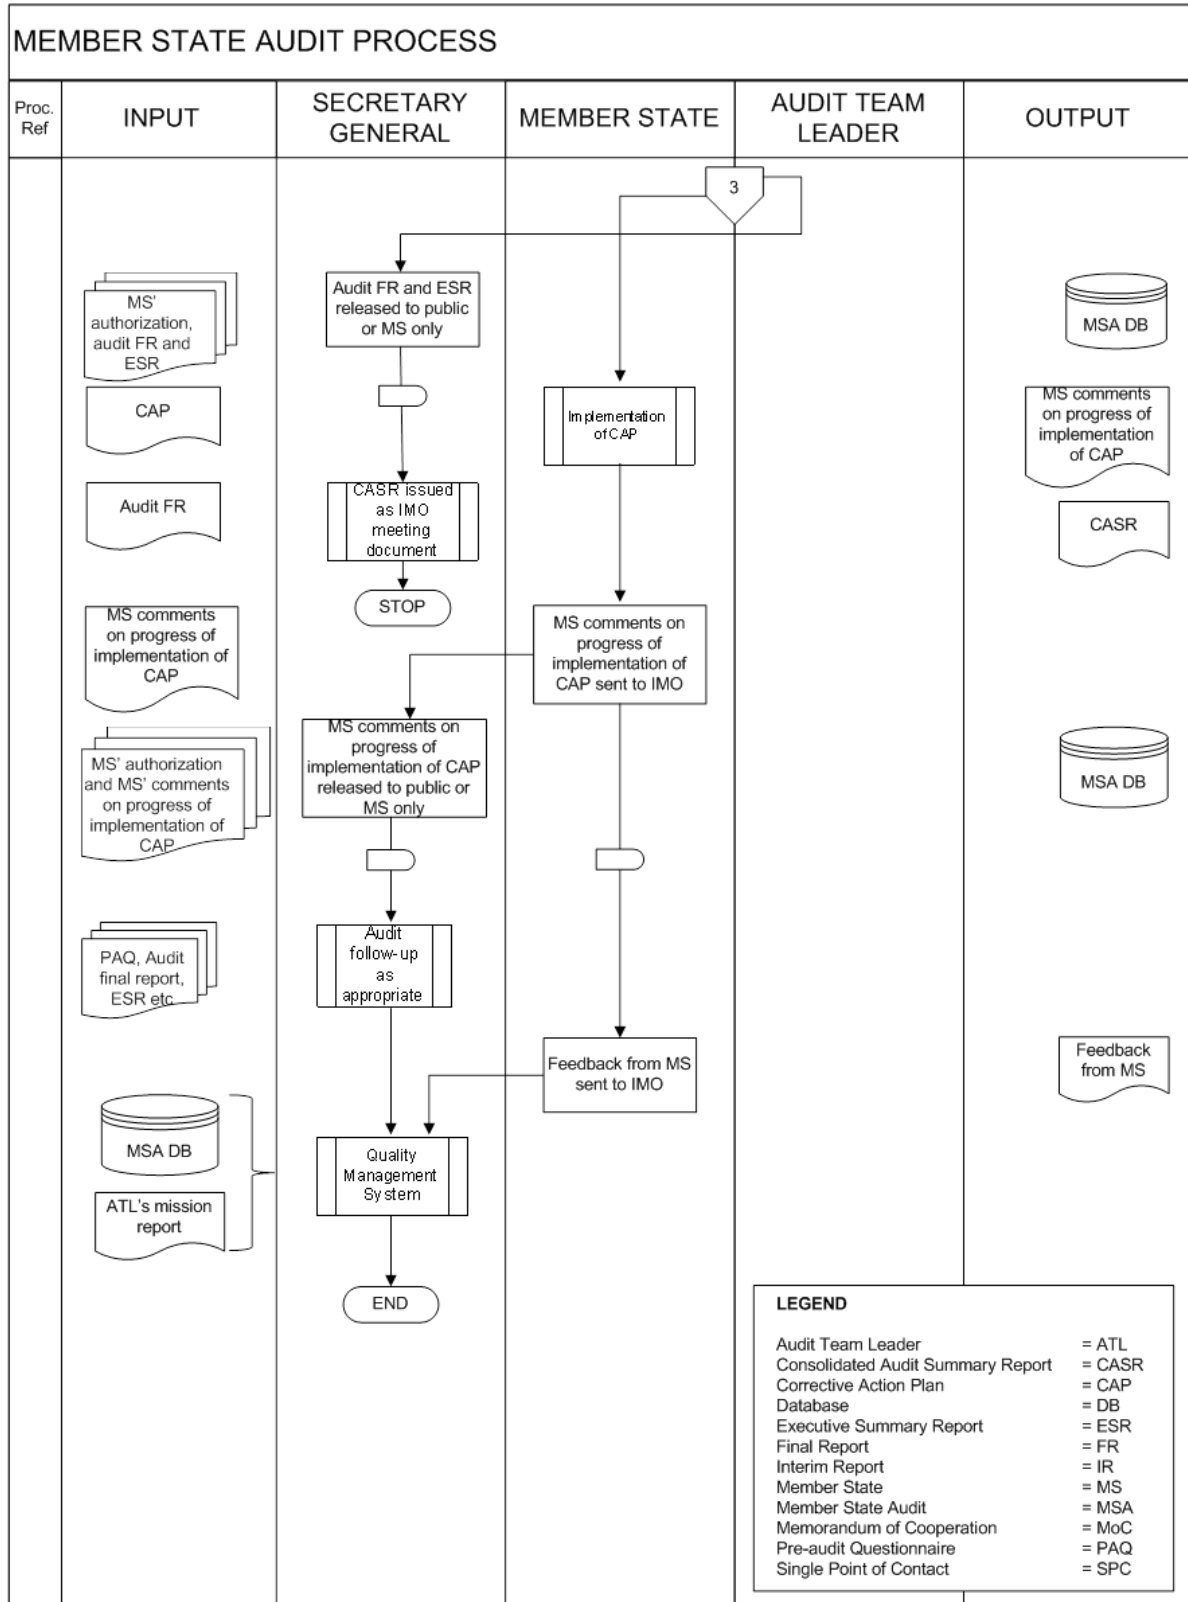 MEMBER STATE AUDIT PROCESS
Proc.
Ref
INPUT
SECRETARY
GENERAL
MEMBER STATE
AUDIT TEAM
LEADER
OUTPUT
3
MS'
authorization,
audit FR and
ESR
Audit FR and ESR
released to public
or MS only
MSA DB
CAP
Implementation
of CAP
MS comments
on progress of
implementation
of CAP
Audit FR
CASR issued
as IMO
meeting
document
CASR
STOP
MS comments
on progress of
implementation of
CAP
MS comments on
progress of
implementation of
CAP sent to IMO
MS' authorization
and MS' comments
on progress of
implementation of
CAP
MS comments on
progress of
implementation of CAP
released to public or
MS only
MSA DB
PAQ, Audit
final report,
ESR etc
Audit
follow-up
as
appropriate
Feedback from MS
sent to IMO
Feedback
from MS
MSA DB
ATL's mission
report
Quality
Management
System
END
LEGEND
Audit Team Leader = ATL
Consolidated Audit Summary Report = CASR
Corrective Action Plan = CAP
Database = DB
Executive Summary Report = ESR
Final Report = FR
Interim Report = IR
Member State = MS
Member State Audit = MSA
Memorandum of Cooperation = MoC
Pre-audit Questionnaire = PAQ
Single Point of Contact = SPC